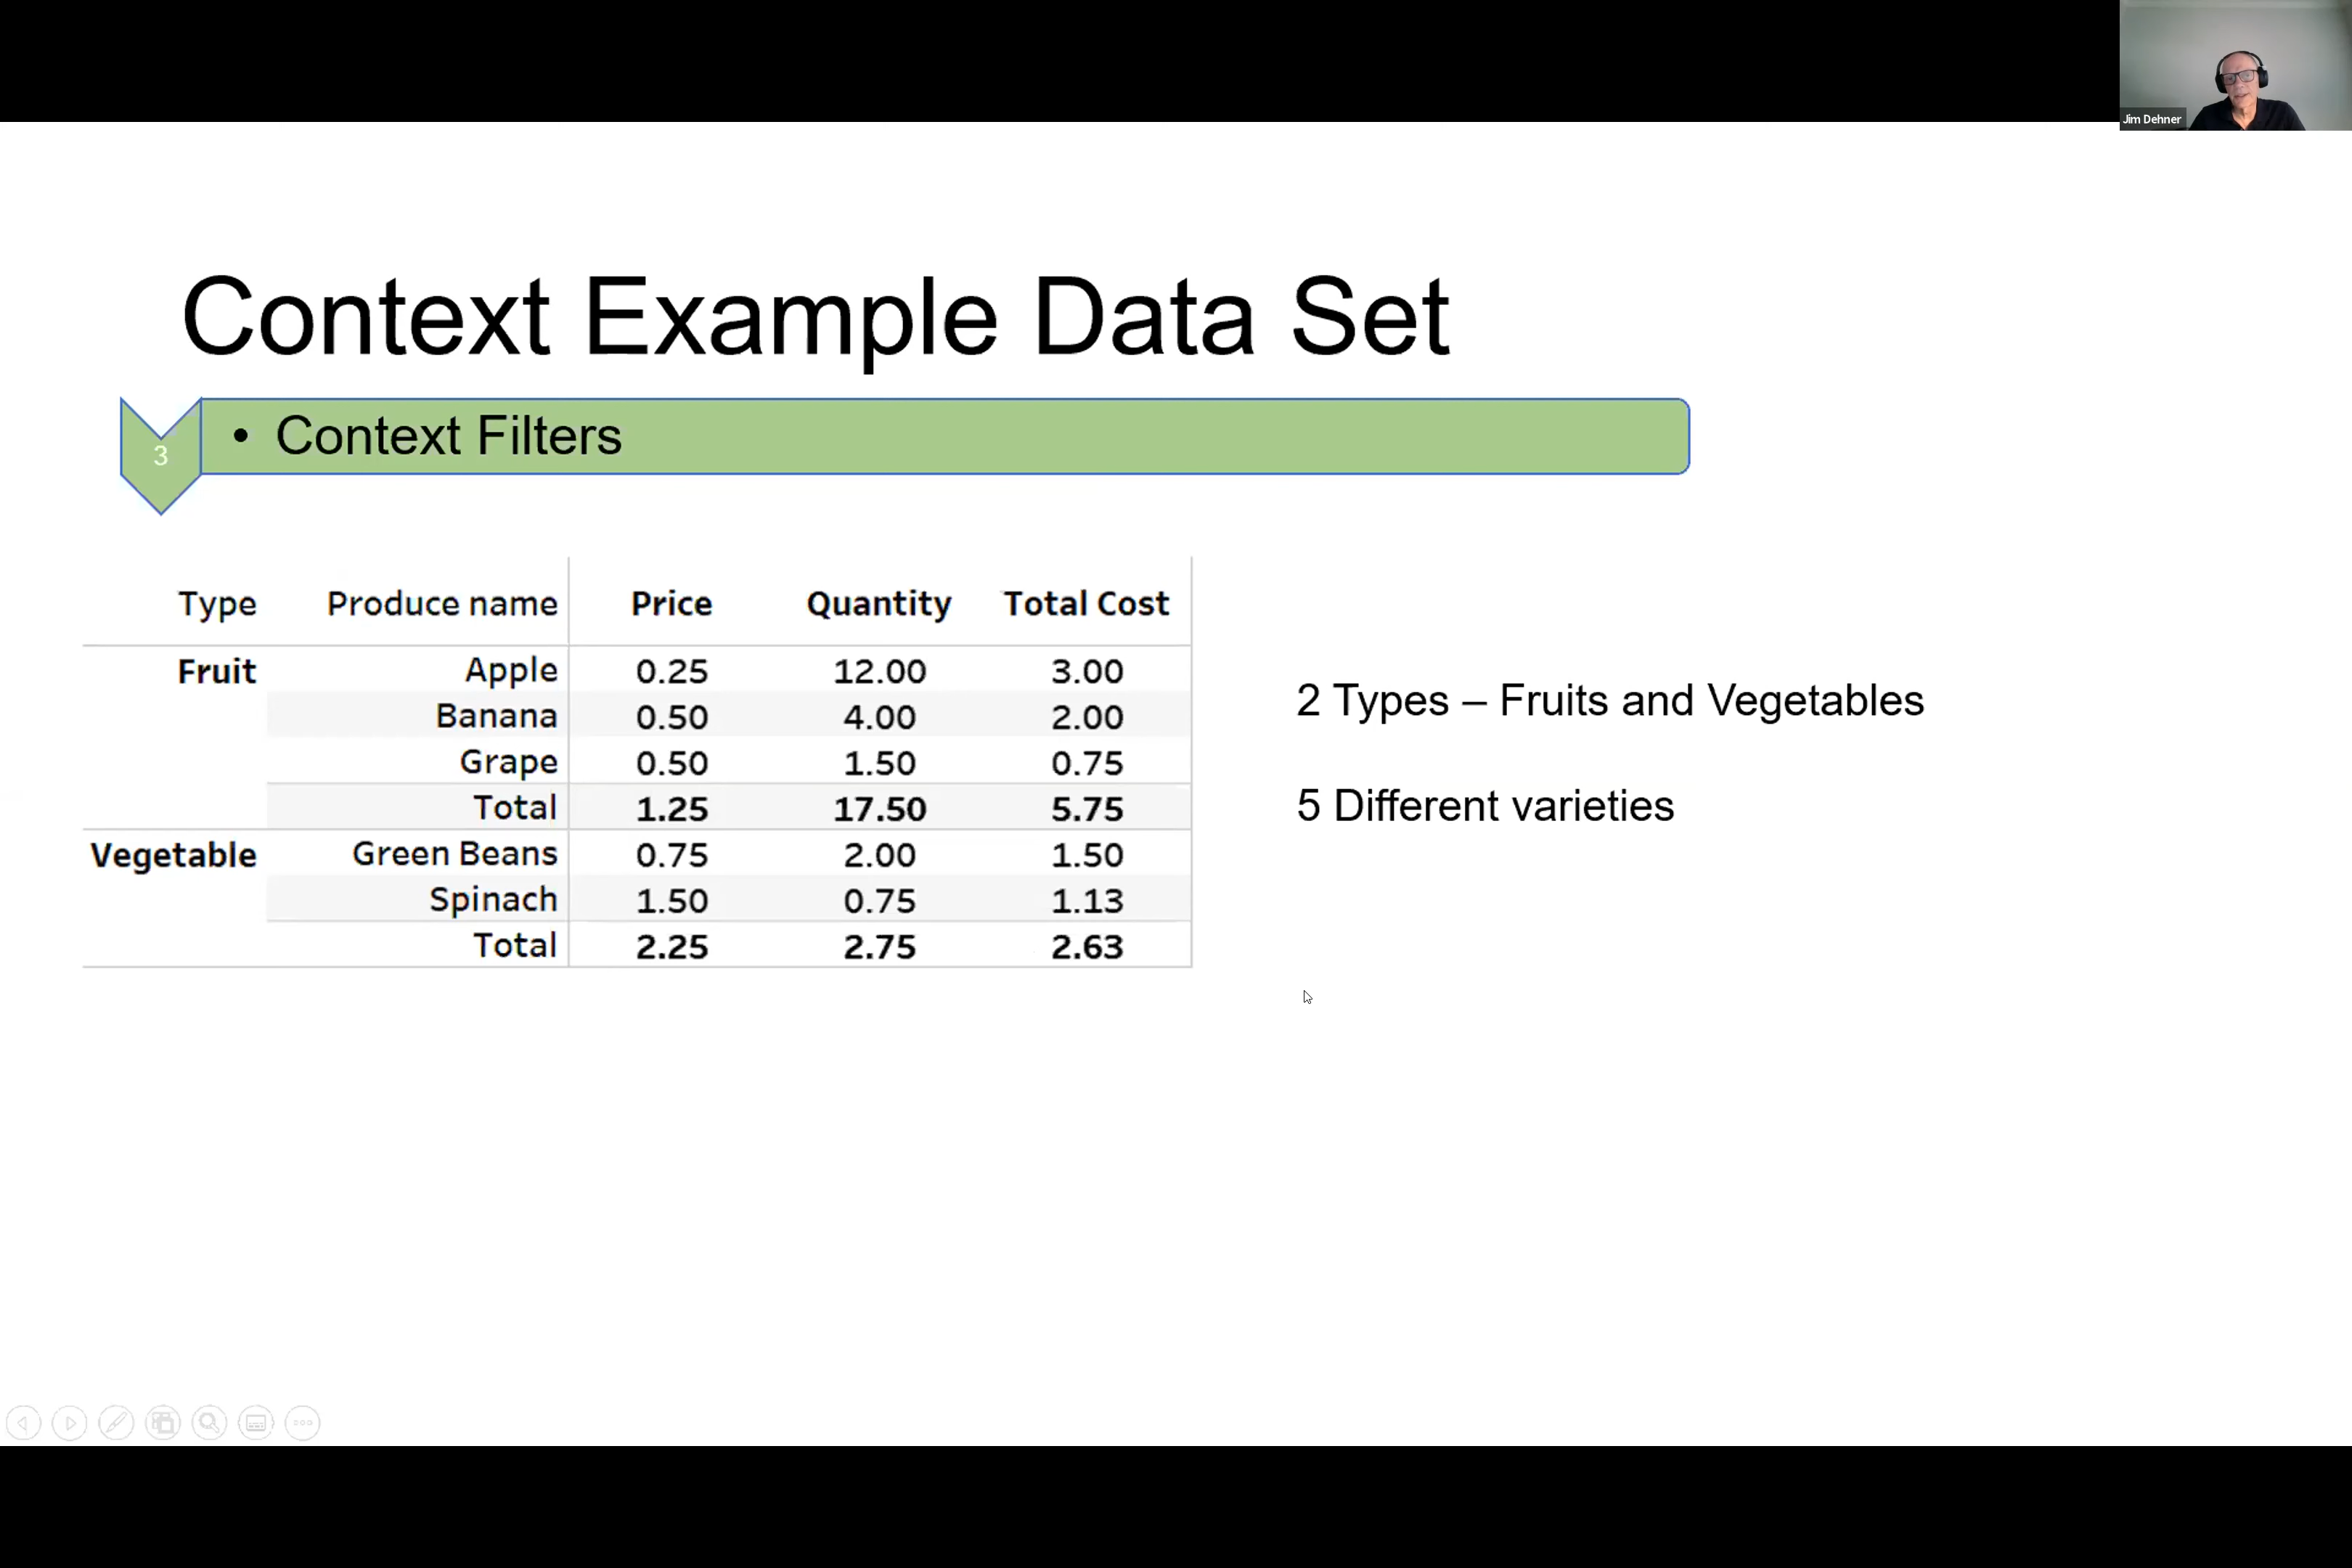 Jim Dehner
Context Example Data Set
3
• Context Filters
Type Produce name Price Quantity Total Cost
Fruit Apple 0.25 12.00 3.00
Banana 0.50 4.00 2.00
Grape 0.50 1.50 0.75
Total 1.25 17.50 5.75
Vegetable Green Beans 0.75 2.00 1.50
Spinach 1.50 0.75 1.13
Total 2.25 2.75 2.63
2 Types – Fruits and Vegetables
5 Different varieties